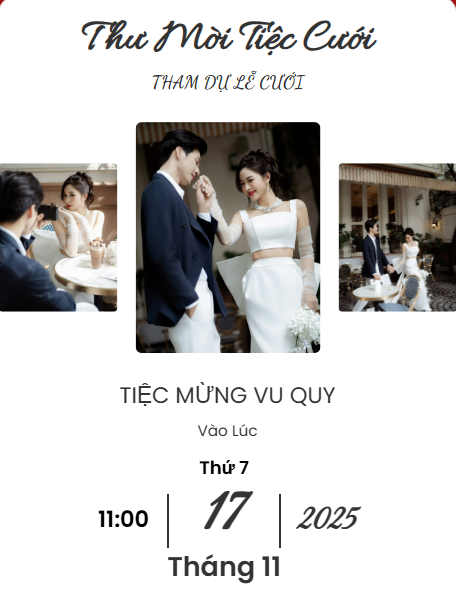 Thư Mời Tiệc Cưới
THAM DỰ LỄ CƯỚI
TIỆC MỪNG VU QUY
Vào Lúc
Thứ 7
11:00 17 2025
Tháng 11